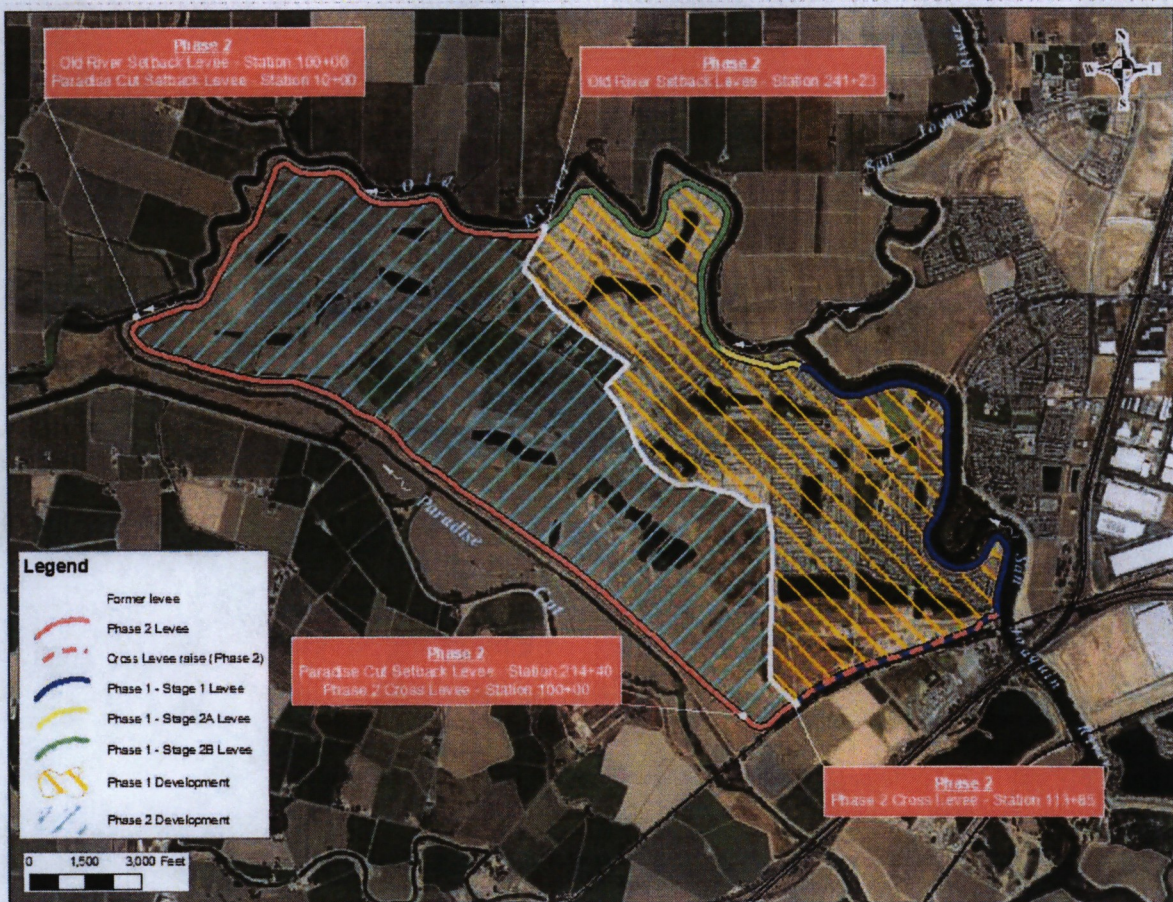 Phase 2
Old River Setback Levee - Station 100+00
Paradise Cut Setback Levee - Station 10+00
Phase 2
Old River Setback Levee - Station 241+23
N
W E
S
San Joaquin River
Old River
Paradise Cut
San Joaquin River
Phase 2
Paradise Cut Setback Levee - Station 214+40
Phase 2 Cross Levee - Station 100+00
Phase 2
Phase 2 Cross Levee - Station 113+85
Legend
Former levee
Phase 2 Levee
Cross Levee raise (Phase 2)
Phase 1 - Stage 1 Levee
Phase 1 - Stage 2A Levee
Phase 1 - Stage 2B Levee
Phase 1 Development
Phase 2 Development
0 1,500 3,000 Feet